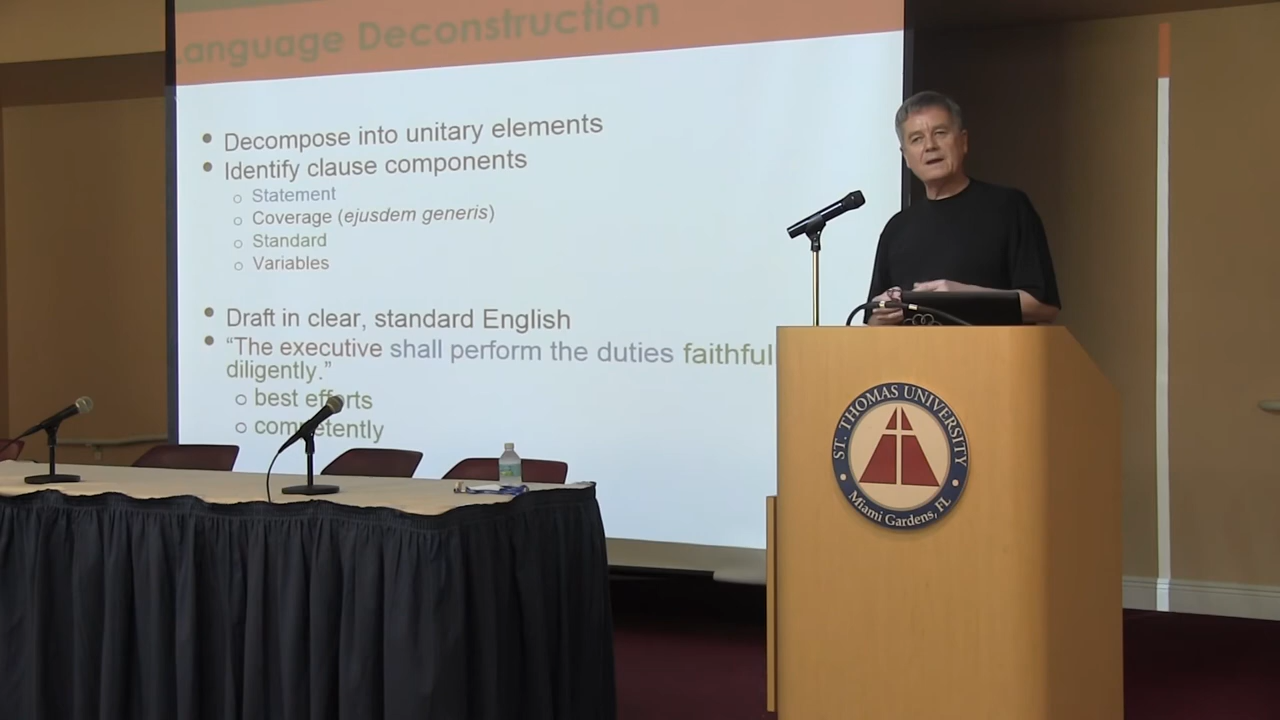 anguage Deconstruction
Decompose into unitary elements
Identify clause components
Statement
Coverage (ejusdem generis)
Standard
Variables
Draft in clear, standard English
“The executive shall perform the duties faithful
diligently.”
best efforts
competently
ST. THOMAS UNIVERSITY
Miami Gardens, FL